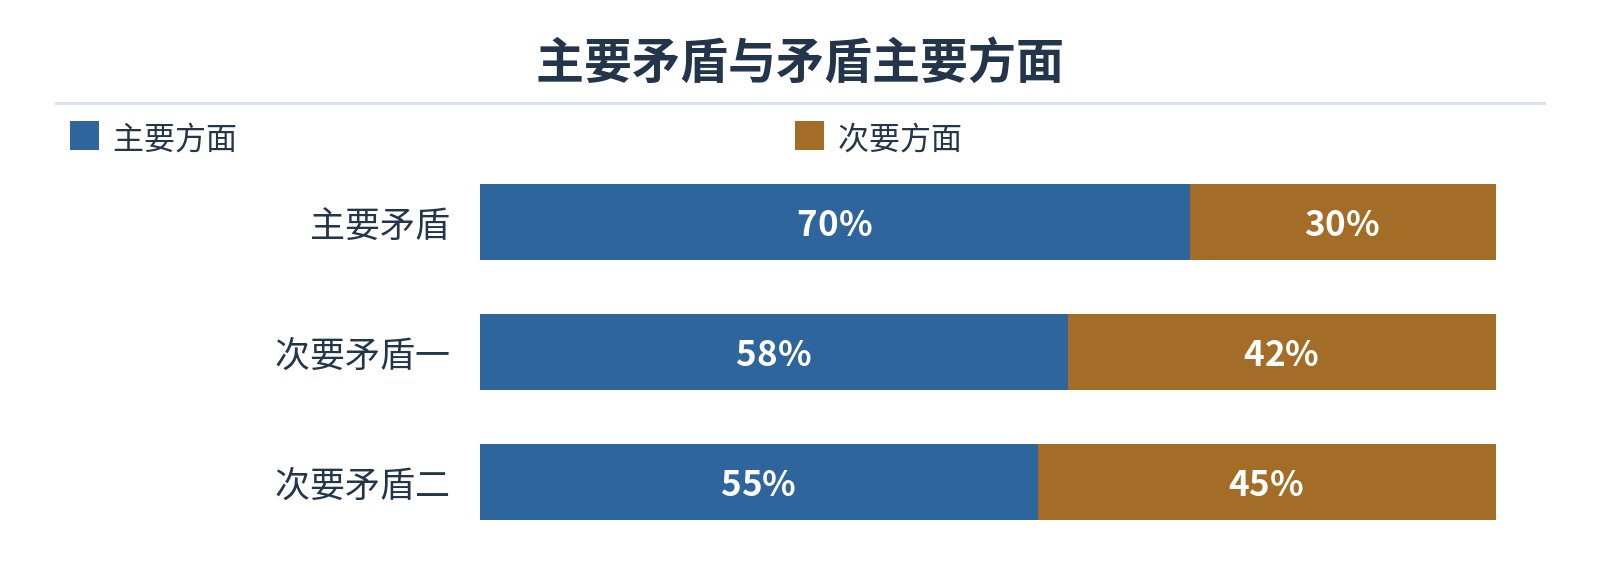 主要矛盾与矛盾主要方面
主要方面 次要方面
主要矛盾 70% 30%
次要矛盾一 58% 42%
次要矛盾二 55% 45%